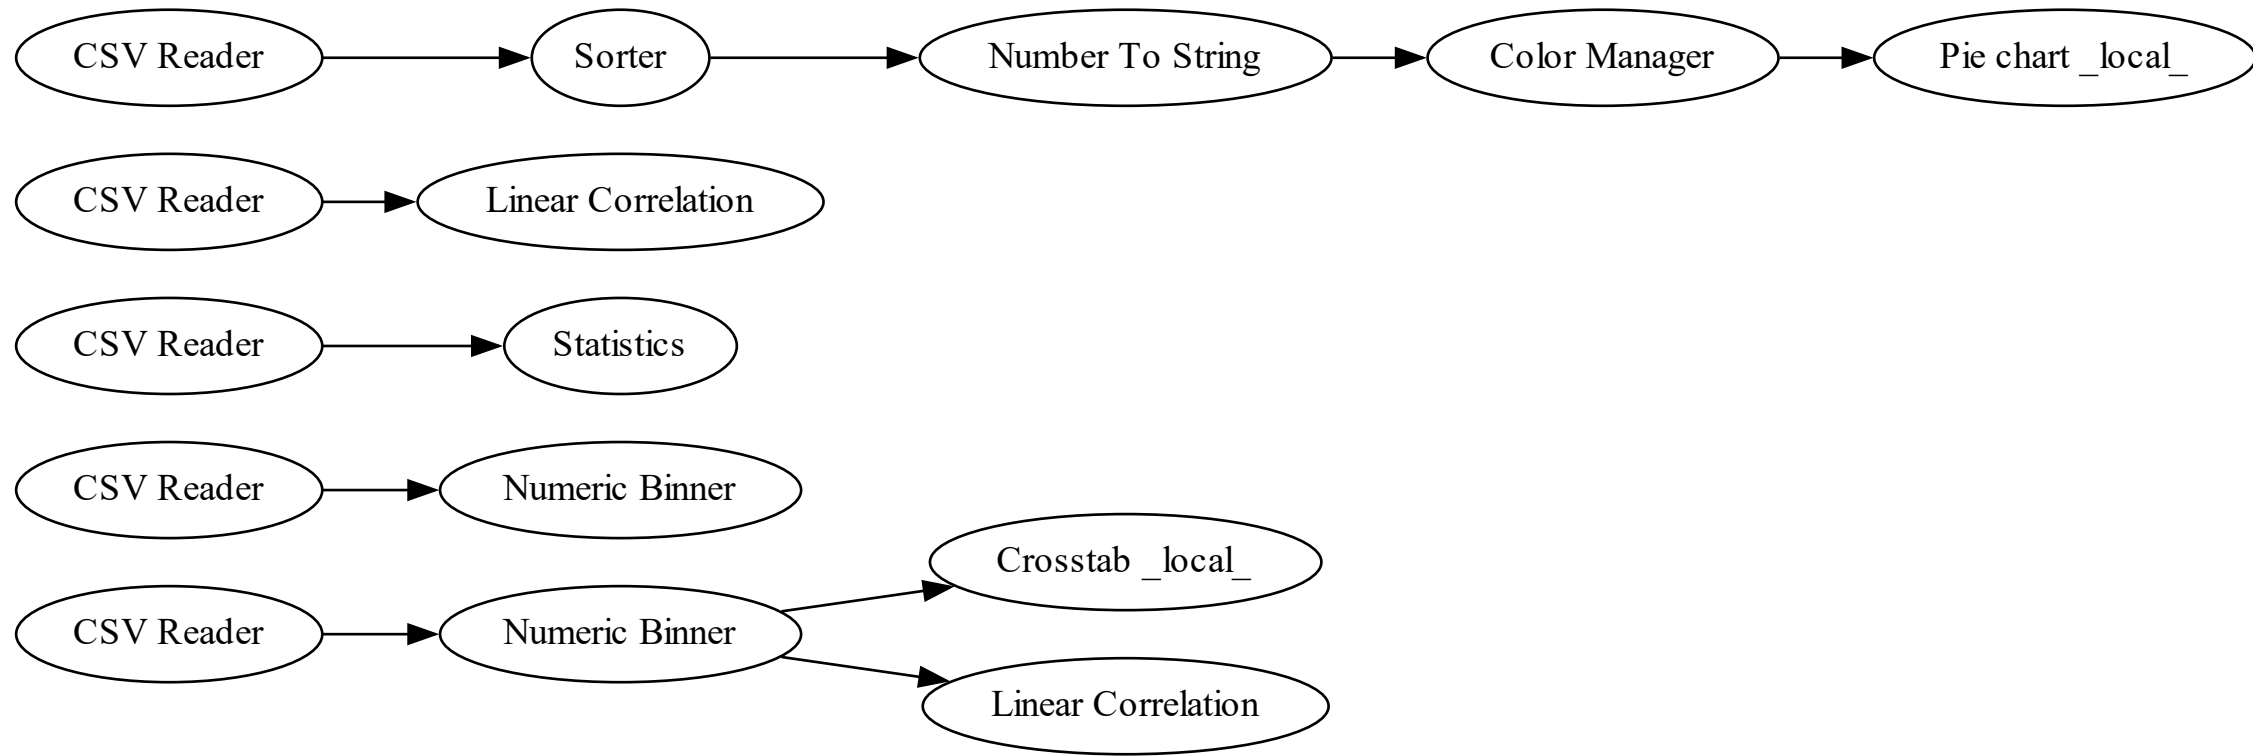 CSV Reader
Sorter
Number To String
Color Manager
Pie chart _local_
CSV Reader
Linear Correlation
CSV Reader
Statistics
CSV Reader
Numeric Binner
CSV Reader
Numeric Binner
Crosstab _local_
Linear Correlation